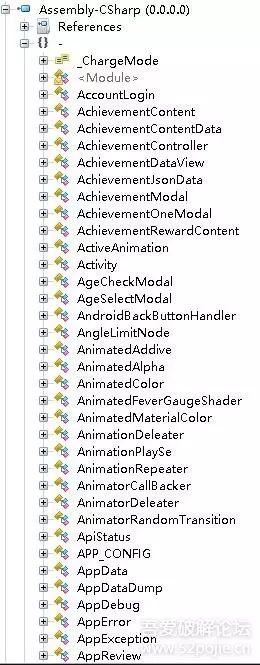 Assembly-CSharp (0.0.0.0)
References
{} -
_ChargeMode
<Module>
AccountLogin
AchievementContent
AchievementContentData
AchievementController
AchievementDataView
AchievementJsonData
AchievementModal
AchievementOneModal
AchievementRewardContent
ActiveAnimation
Activity
AgeCheckModal
AgeSelectModal
AndroidBackButtonHandler
AngleLimitNode
AnimatedAddive
AnimatedAlpha
AnimatedColor
AnimatedFeverGaugeShader
AnimatedMaterialColor
AnimationDeleater
AnimationPlaySe
AnimationRepeater
AnimatorCallBacker
AnimatorDeleater
AnimatorRandomTransition
ApiStatus
APP_CONFIG
AppData
AppDataDump
AppDebug
AppError
AppException
AppReview
吾爱破解论坛
www.52pojie.cn